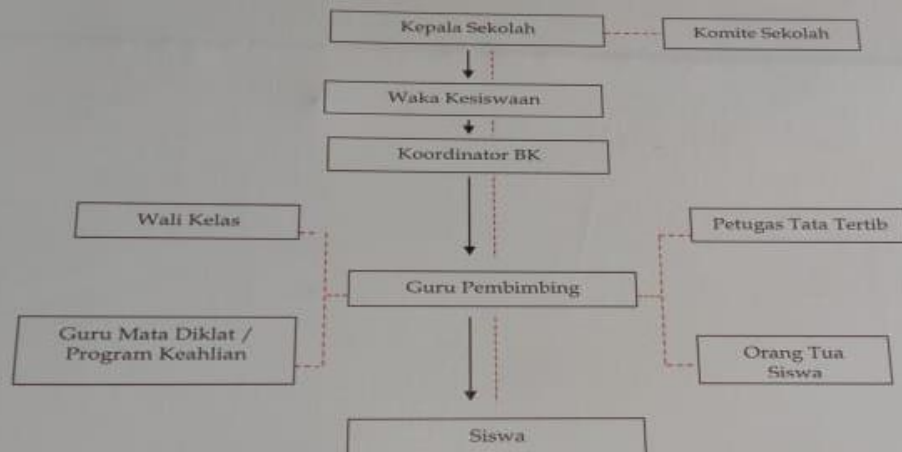 Kepala Sekolah
Komite Sekolah
Waka Kesiswaan
Koordinator BK
Wali Kelas
Petugas Tata Tertib
Guru Pembimbing
Guru Mata Diklat /
Program Keahlian
Orang Tua
Siswa
Siswa